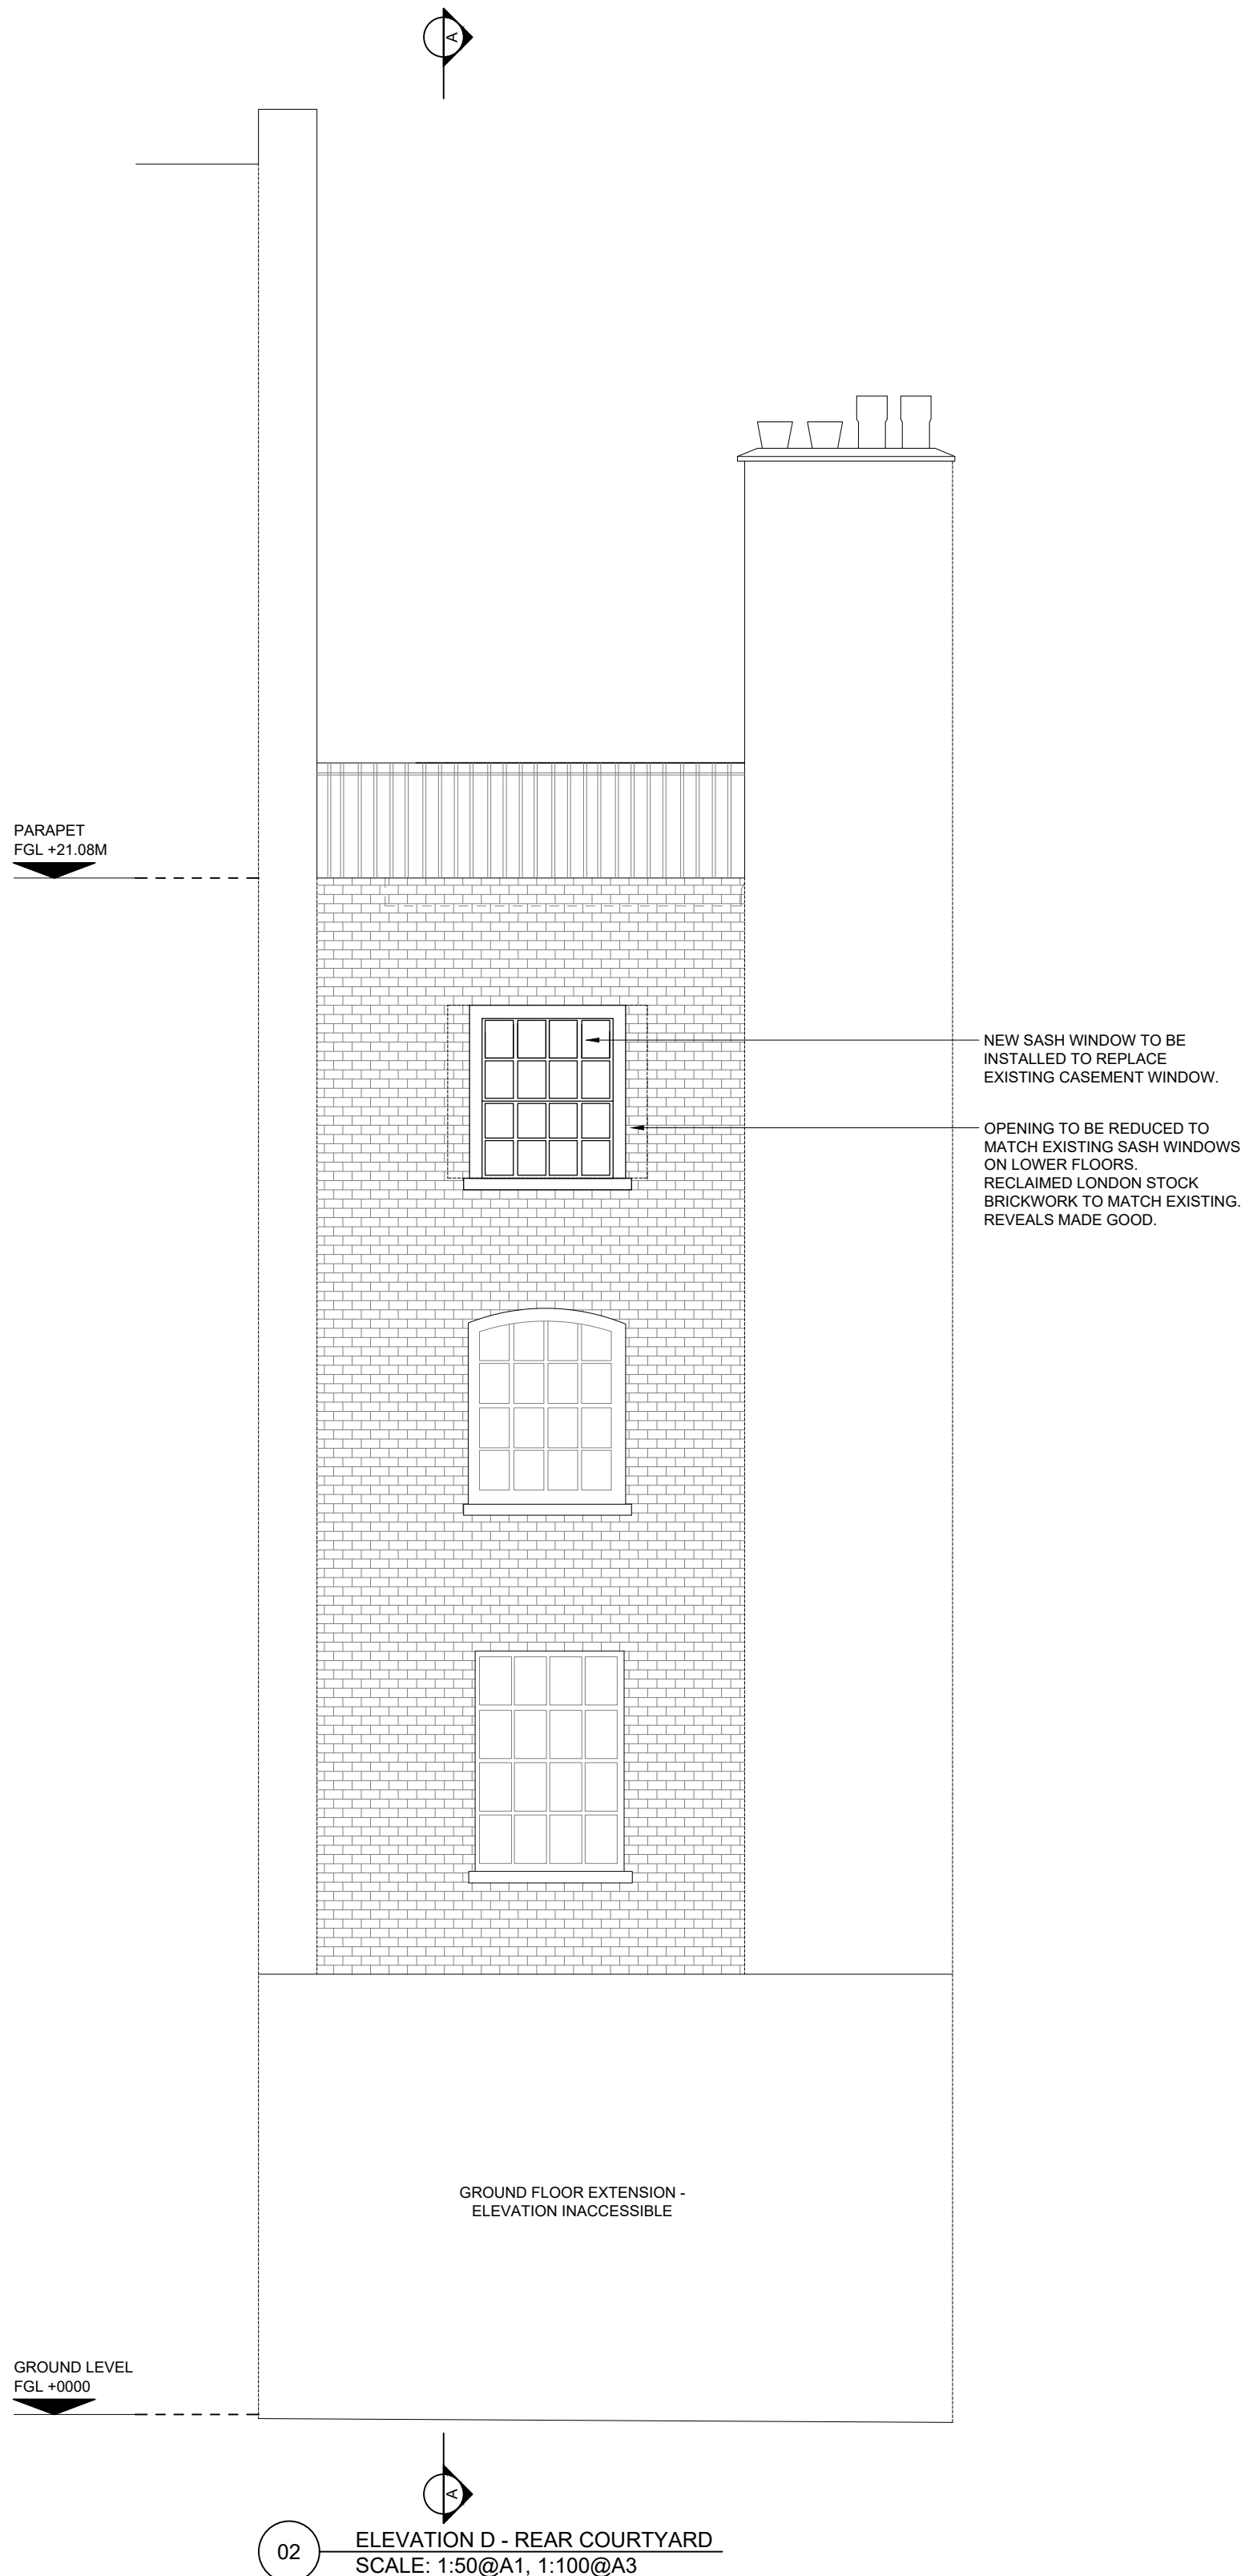 A
PARAPET
FGL +21.08M
NEW SASH WINDOW TO BE
INSTALLED TO REPLACE
EXISTING CASEMENT WINDOW.
OPENING TO BE REDUCED TO
MATCH EXISTING SASH WINDOWS
ON LOWER FLOORS.
RECLAIMED LONDON STOCK
BRICKWORK TO MATCH EXISTING.
REVEALS MADE GOOD.
GROUND FLOOR EXTENSION -
ELEVATION INACCESSIBLE
GROUND LEVEL
FGL +0000
A
02
ELEVATION D - REAR COURTYARD
SCALE: 1:50@A1, 1:100@A3